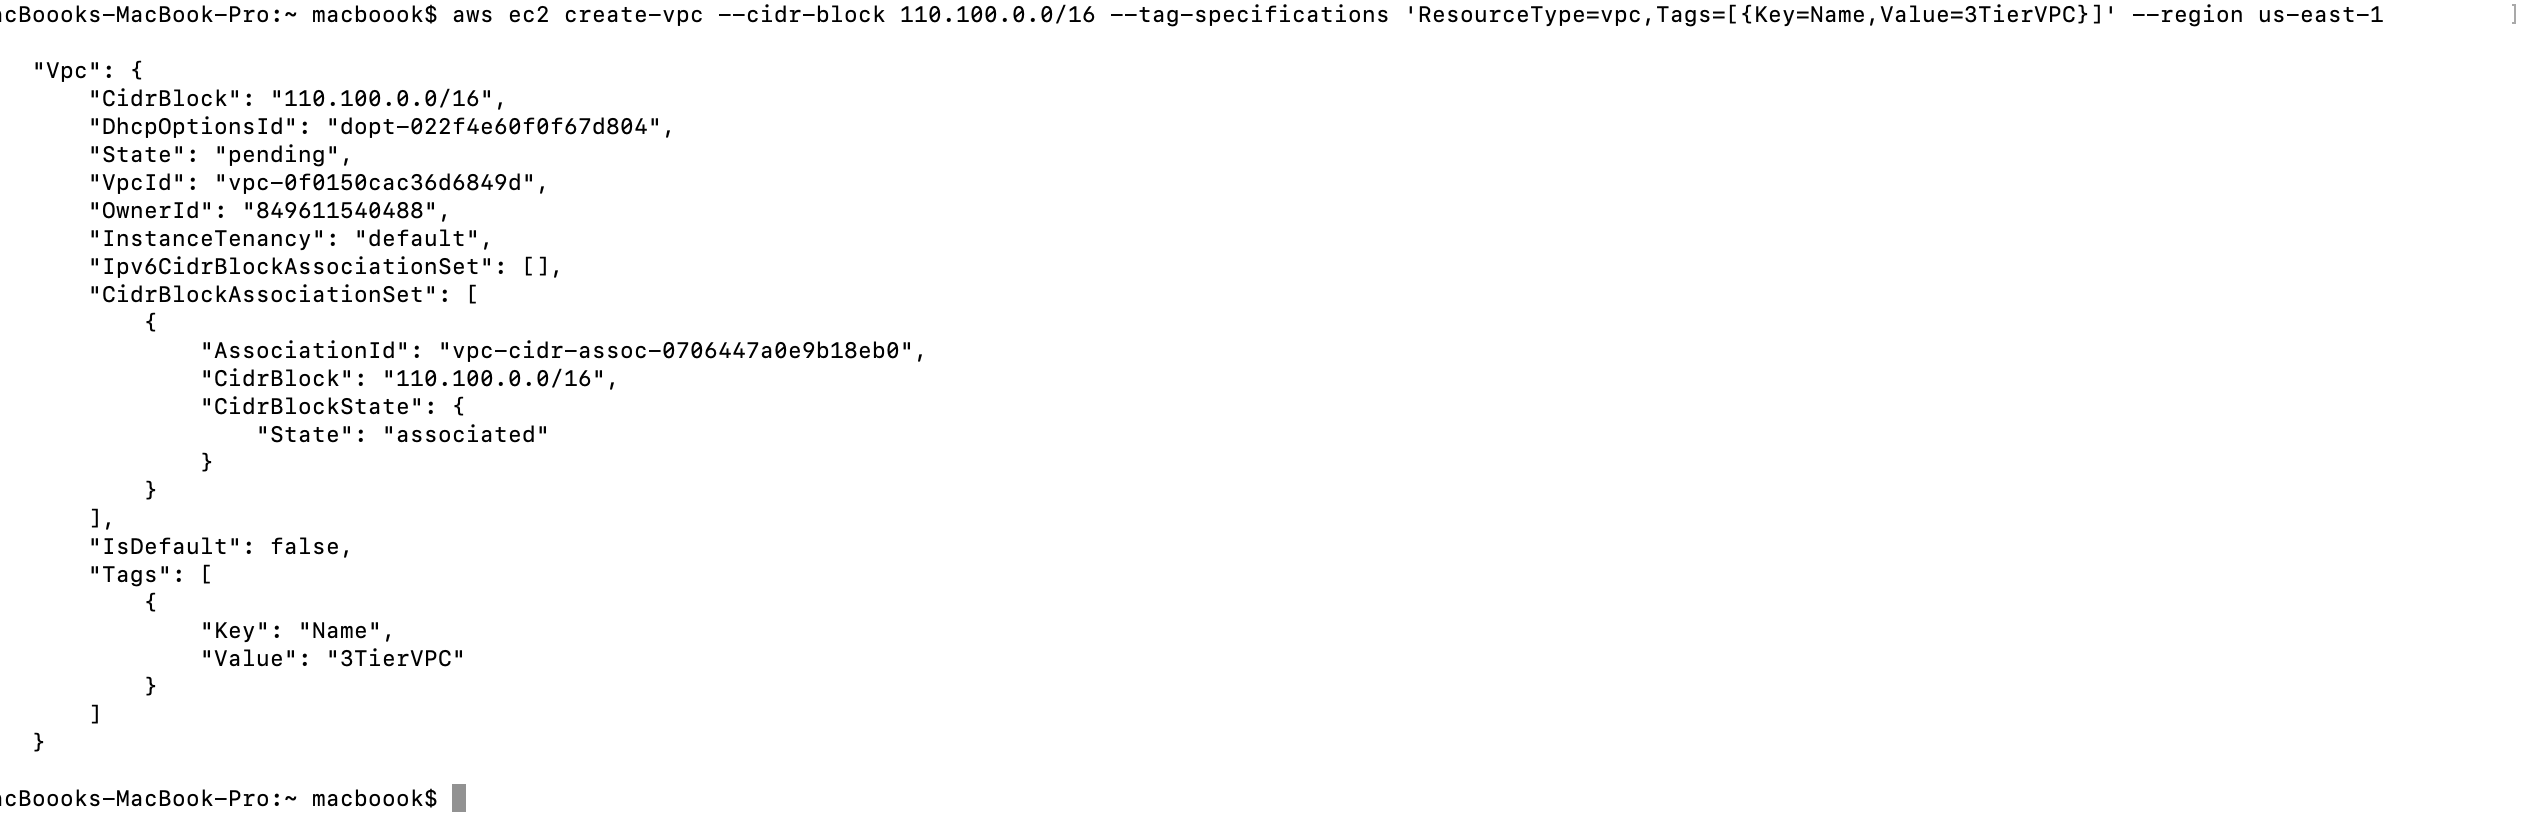 acBoooks-MacBook-Pro:~ macboook$ aws ec2 create-vpc --cidr-block 110.100.0.0/16 --tag-specifications 'ResourceType=vpc,Tags=[{Key=Name,Value=3TierVPC}]' --region us-east-1 ]
"Vpc": {
"CidrBlock": "110.100.0.0/16",
"DhcpOptionsId": "dopt-022f4e60f0f67d804",
"State": "pending",
"VpcId": "vpc-0f0150cac36d6849d",
"OwnerId": "849611540488",
"InstanceTenancy": "default",
"Ipv6CidrBlockAssociationSet": [],
"CidrBlockAssociationSet": [
{
"AssociationId": "vpc-cidr-assoc-0706447a0e9b18eb0",
"CidrBlock": "110.100.0.0/16",
"CidrBlockState": {
"State": "associated"
}
}
],
"IsDefault": false,
"Tags": [
{
"Key": "Name",
"Value": "3TierVPC"
}
]
}
acBoooks-MacBook-Pro:~ macboook$